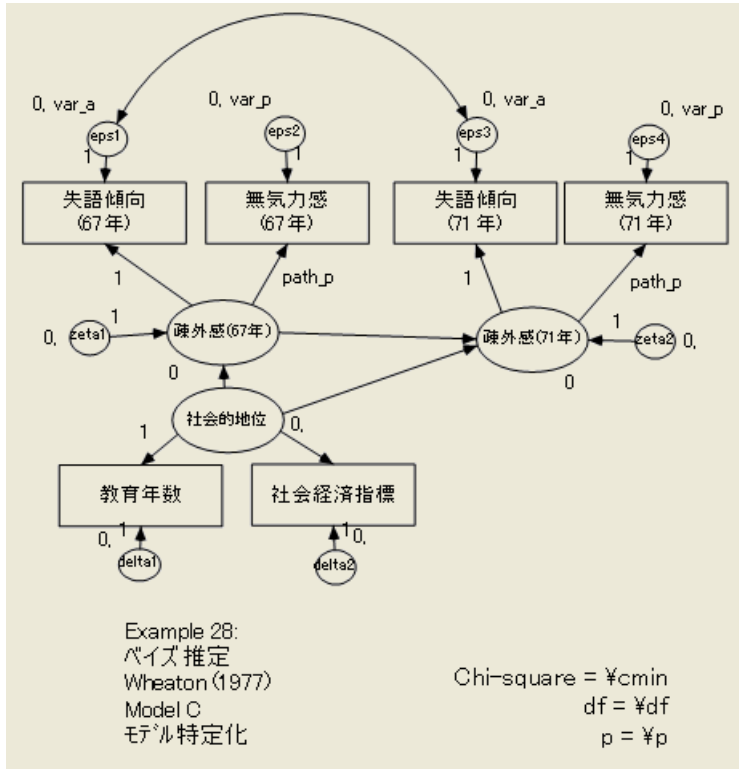 0, var_a
0, var_p
0, var_a
0, var_p
eps1
eps2
eps3
eps4
1
1
1
1
失語傾向
(67年)
無気力感
(67年)
失語傾向
(71年)
無気力感
(71年)
1
path_p
1
path_p
0,
zeta1
1
疎外感(67年)
疎外感(71年)
1
zeta2
0,
0
0
社会的地位
0,
1
教育年数
社会経済指標
0,
1
1
0,
delta1
delta2
Example 28:
ベイズ推定
Wheaton (1977)
Model C
モデル特定化
Chi-square = ¥cmin
df = ¥df
p = ¥p